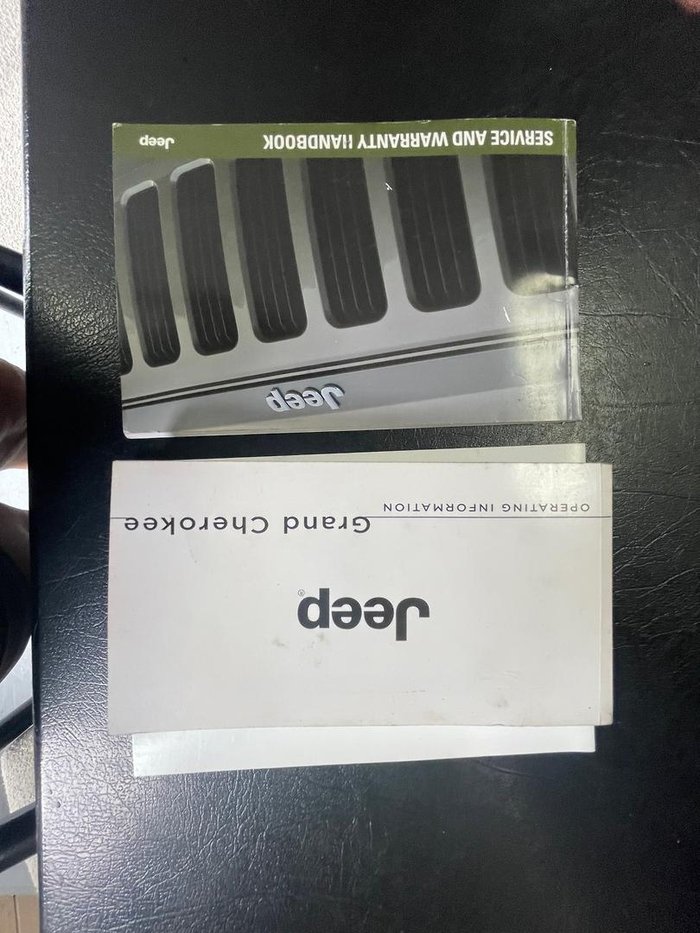 SERVICE AND WARRANTY HANDBOOK Jeep
Jeep
OPERATING INFORMATION Grand Cherokee
Jeep®